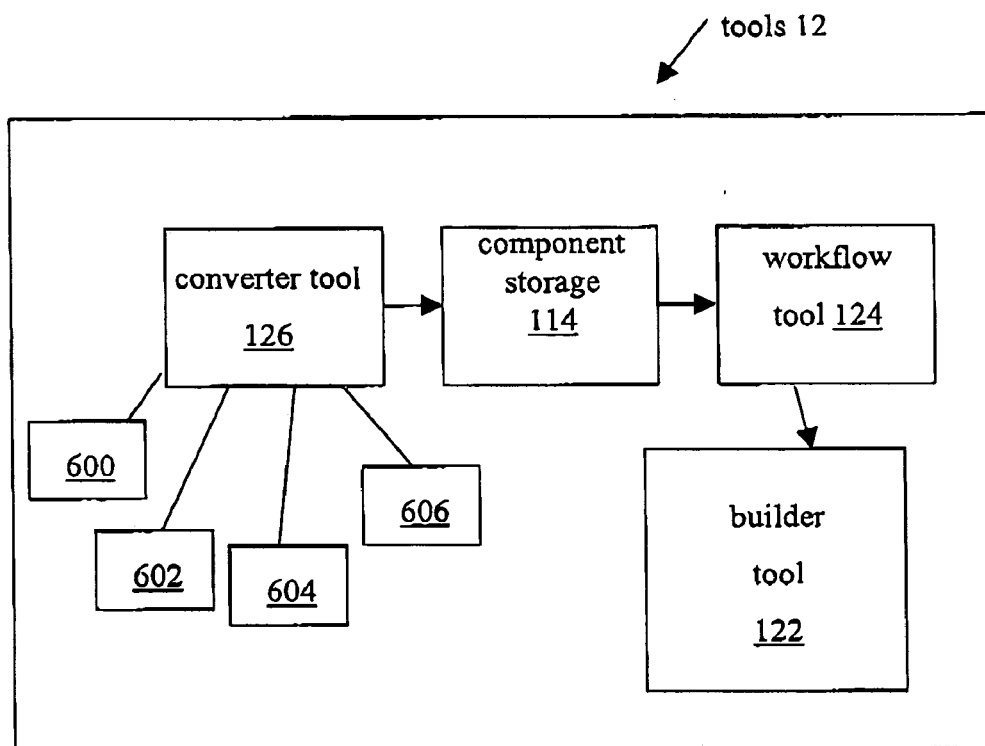 tools 12
converter tool
126
component
storage
114
workflow
tool 124
600
602
604
606
builder
tool
122